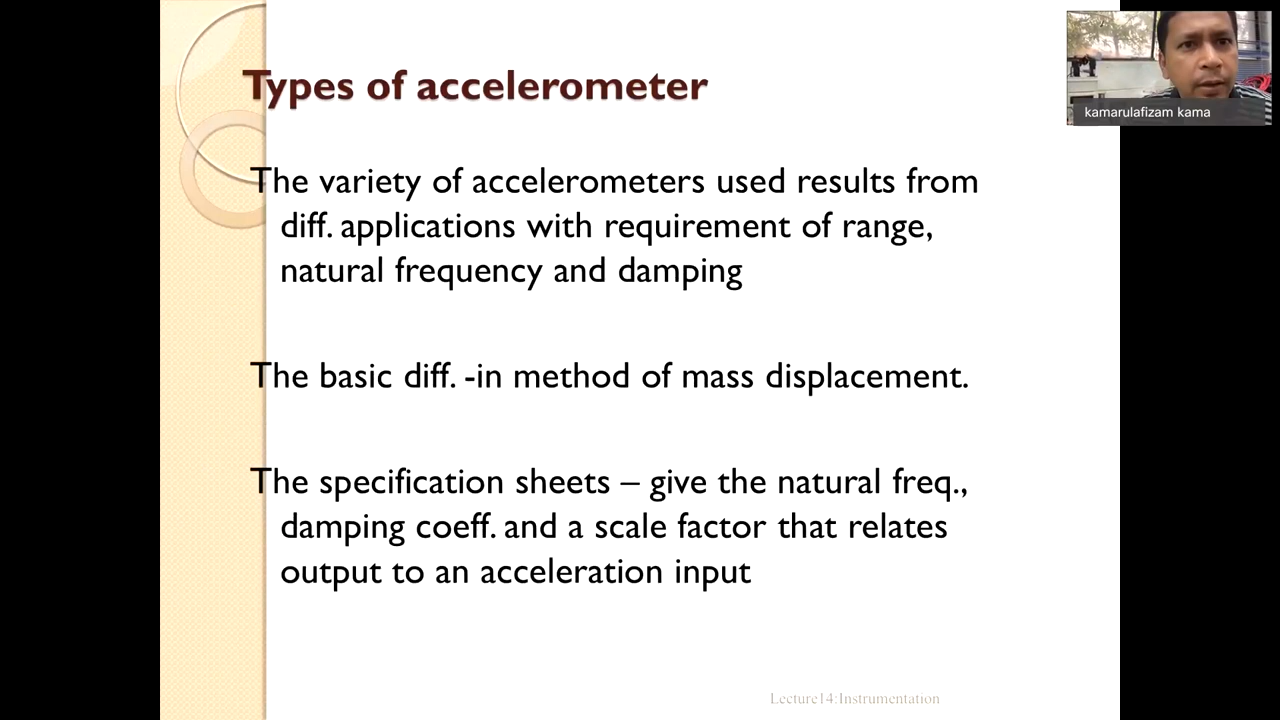 Types of accelerometer
kamarulafizam kama
The variety of accelerometers used results from
diff. applications with requirement of range,
natural frequency and damping
The basic diff. -in method of mass displacement.
The specification sheets – give the natural freq.,
damping coeff. and a scale factor that relates
output to an acceleration input
Lecture14:Instrumentation